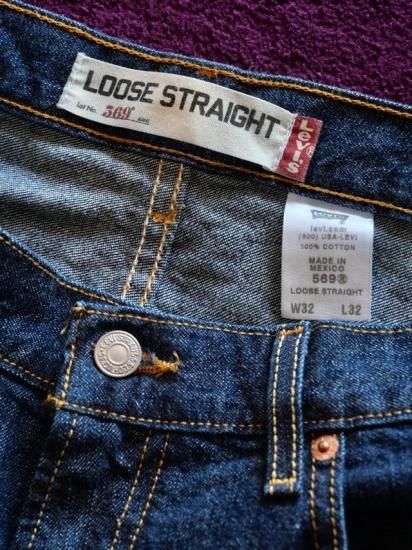 LOOSE STRAIGHT
Lot No. 569®
Levi's®
Levi's
levi.com
(800) USA-LEVI
100% COTTON
MADE IN
MEXICO
569®
LOOSE STRAIGHT
W32 L32